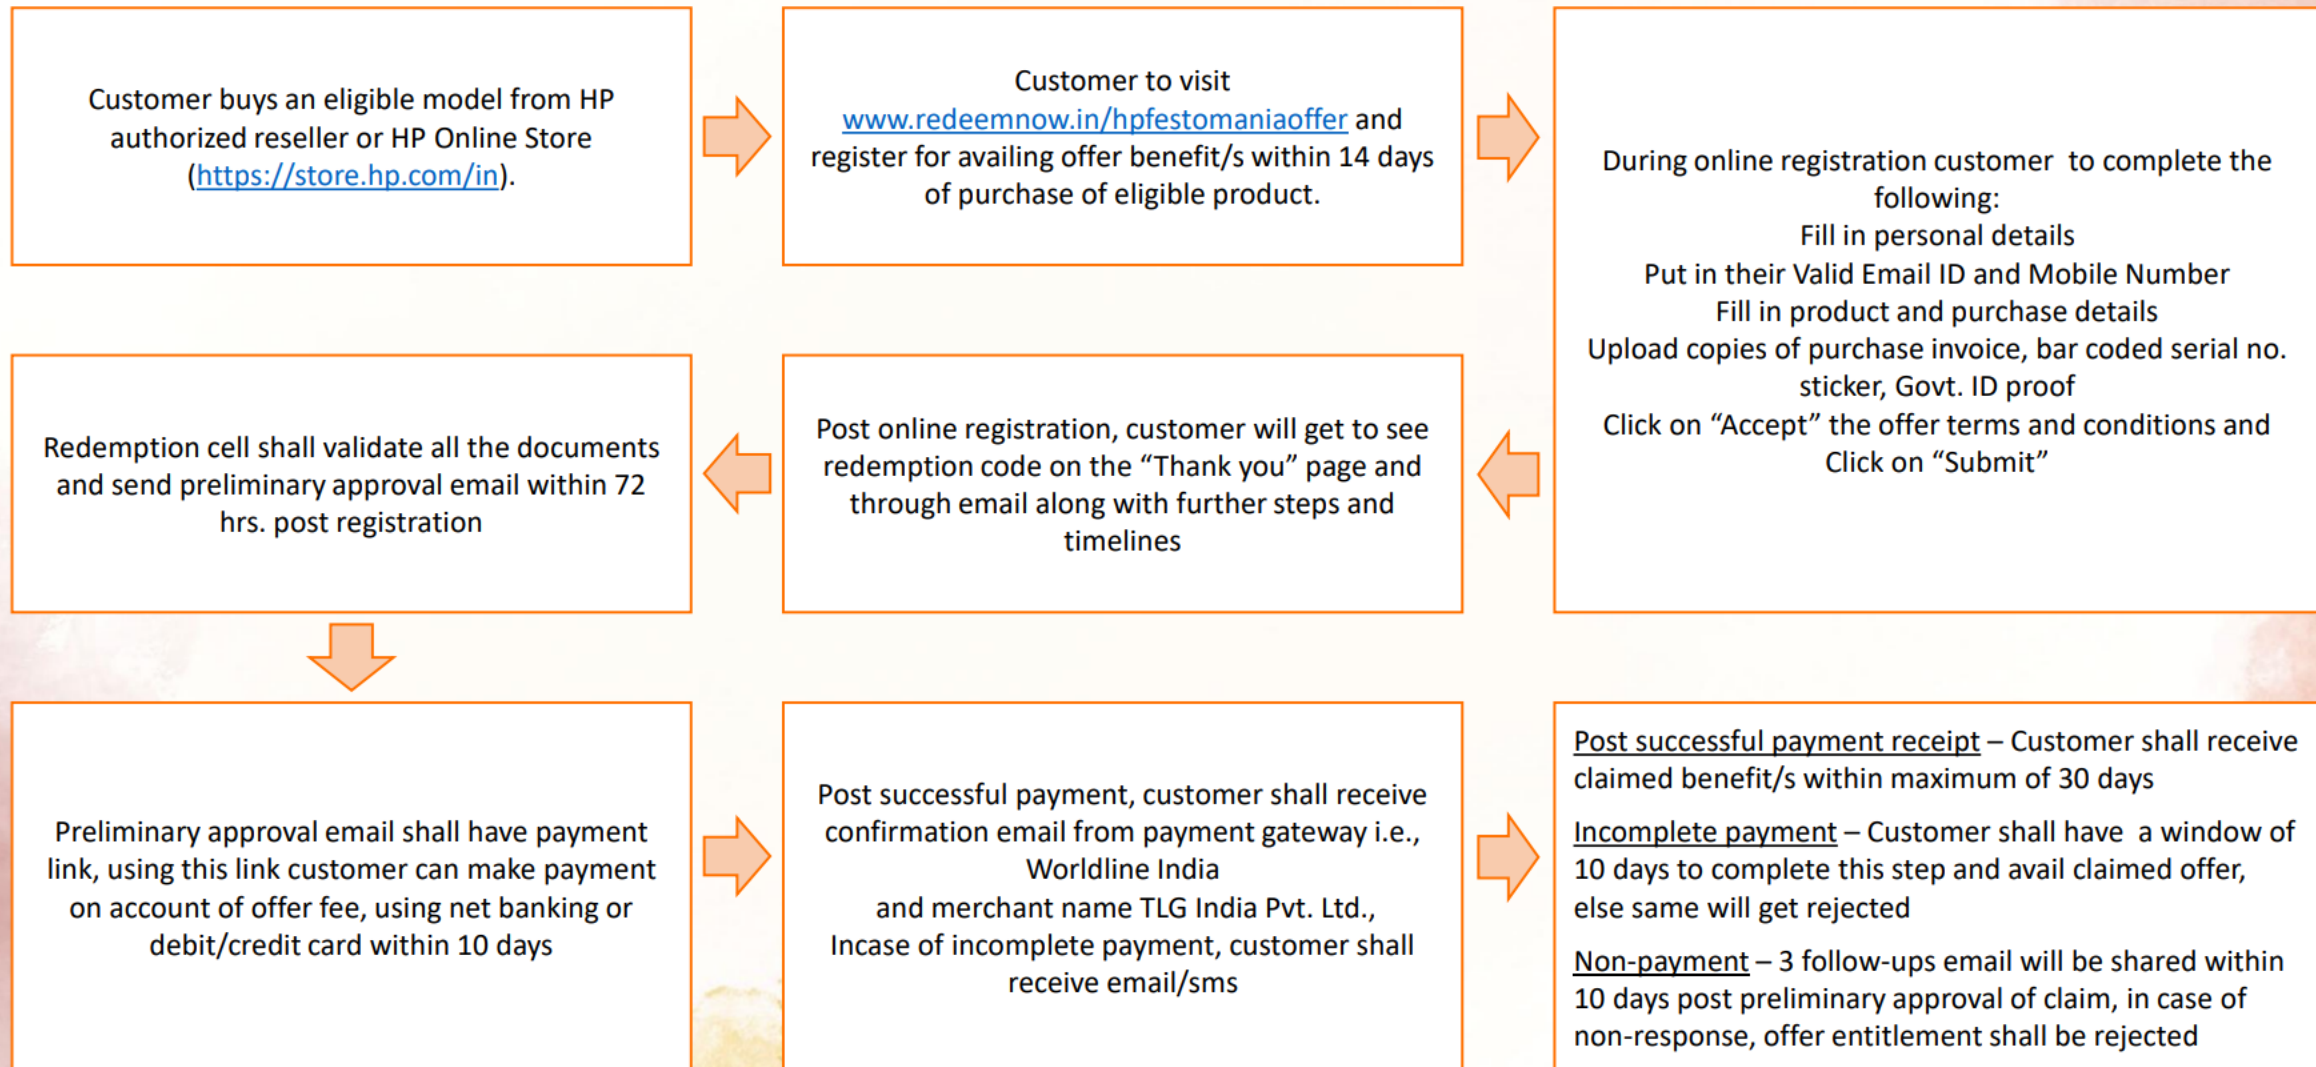 Customer buys an eligible model from HP
authorized reseller or HP Online Store
(https://store.hp.com/in).
Customer to visit
www.redeemnow.in/hpfestomaniaoffer and
register for availing offer benefit/s within 14 days
of purchase of eligible product.
During online registration customer  to complete the
following:
Fill in personal details
Put in their Valid Email ID and Mobile Number
Fill in product and purchase details
Upload copies of purchase invoice, bar coded serial no.
sticker, Govt. ID proof
Click on “Accept” the offer terms and conditions and
Click on “Submit”
Post online registration, customer will get to see
redemption code on the “Thank you” page and
through email along with further steps and
timelines
Redemption cell shall validate all the documents
and send preliminary approval email within 72
hrs. post registration
Preliminary approval email shall have payment
link, using this link customer can make payment
on account of offer fee, using net banking or
debit/credit card within 10 days
Post successful payment, customer shall receive
confirmation email from payment gateway i.e.,
Worldline India
and merchant name TLG India Pvt. Ltd.,
Incase of incomplete payment, customer shall
receive email/sms
Post successful payment receipt – Customer shall receive
claimed benefit/s within maximum of 30 days
Incomplete payment – Customer shall have  a window of
10 days to complete this step and avail claimed offer,
else same will get rejected
Non-payment – 3 follow-ups email will be shared within
10 days post preliminary approval of claim, in case of
non-response, offer entitlement shall be rejected